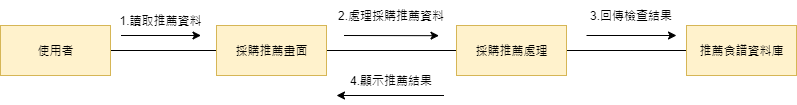 1.讀取推薦資料
2.處理採購推薦資料
3.回傳檢查結果
使用者
採購推薦畫面
採購推薦處理
推薦食譜資料庫
4.顯示推薦結果